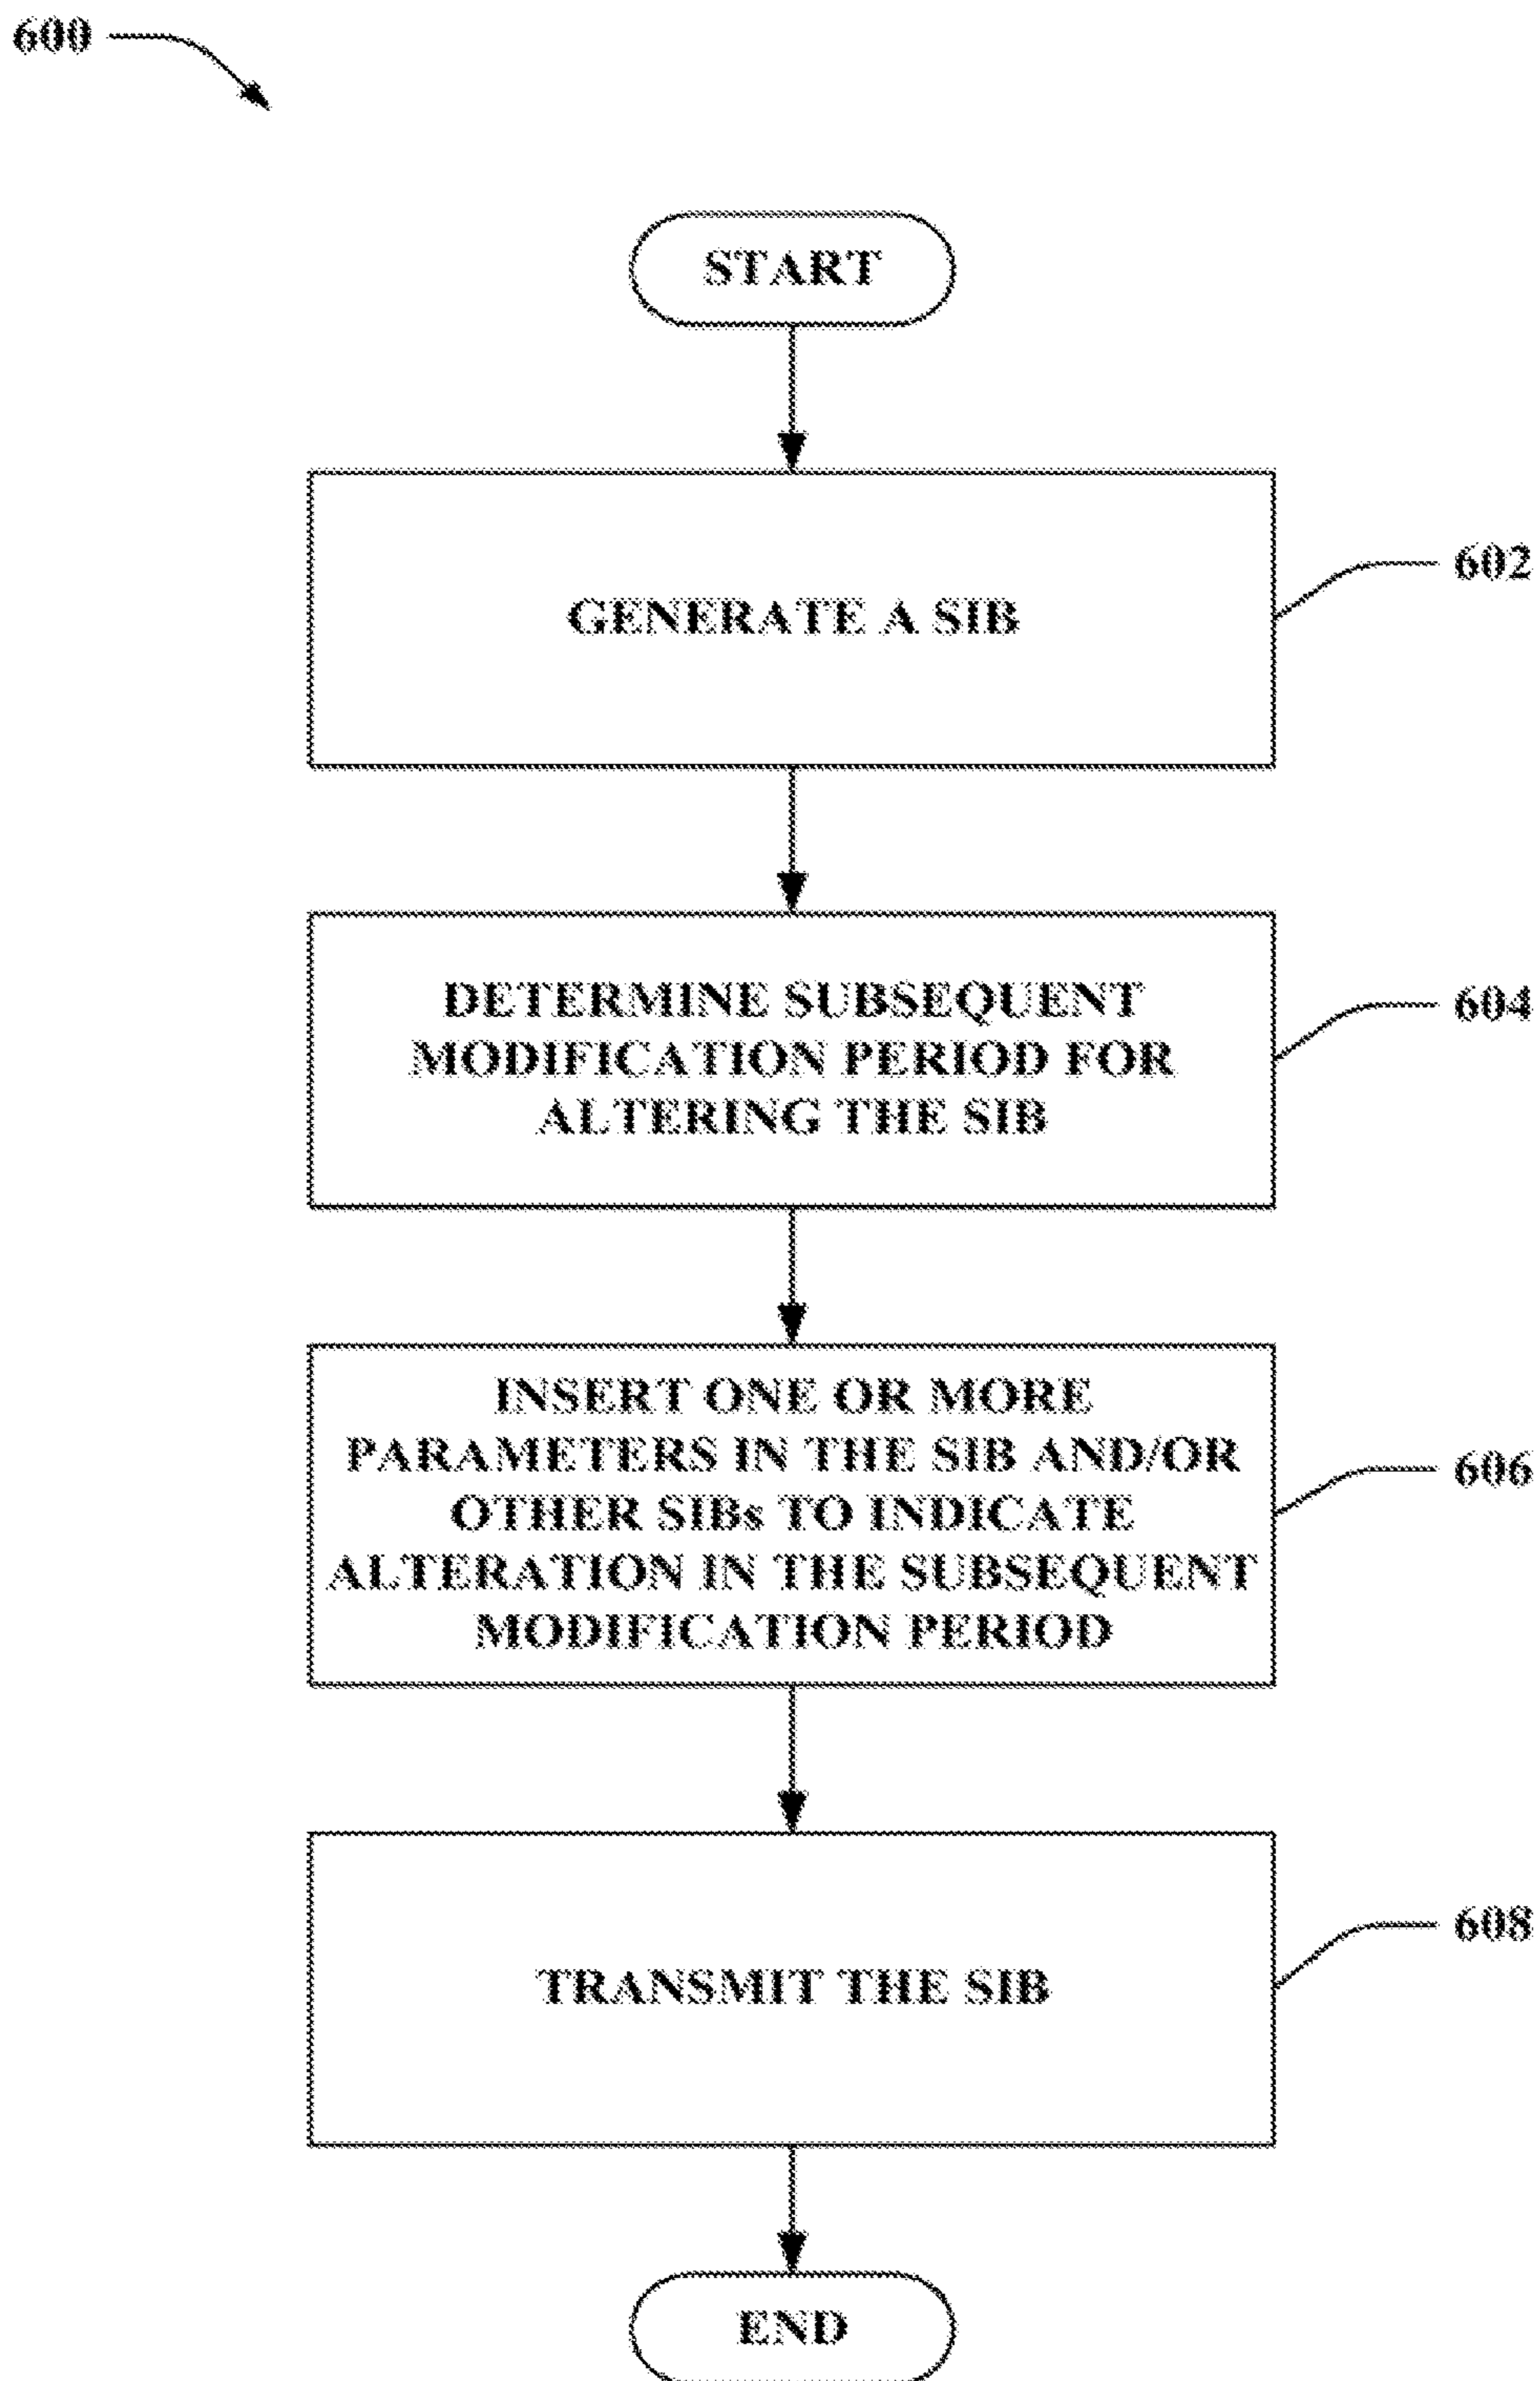 600
START
GENERATE A SIB
602
DETERMINE SUBSEQUENT
MODIFICATION PERIOD FOR
ALTERING THE SIB
604
INSERT ONE OR MORE
PARAMETERS IN THE SIB AND/OR
OTHER SIBs TO INDICATE
ALTERATION IN THE SUBSEQUENT
MODIFICATION PERIOD
606
TRANSMIT THE SIB
608
END